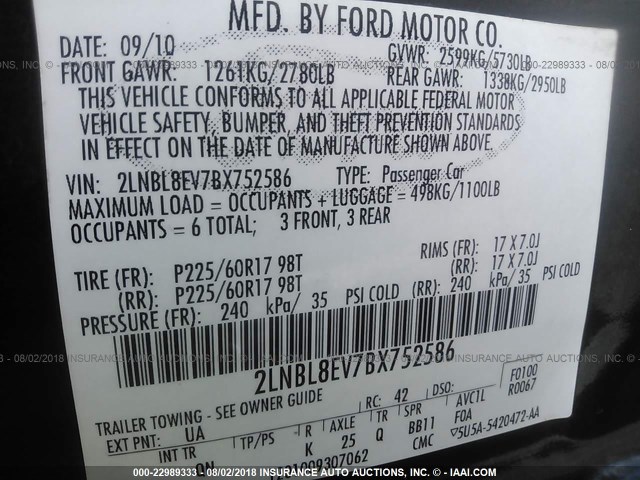 MFD. BY FORD MOTOR CO.
DATE: 09/10 GVWR: 2599KG/5730LB
FRONT GAWR: 1261KG/2780LB REAR GAWR: 1338KG/2950LB
THIS VEHICLE CONFORMS TO ALL APPLICABLE FEDERAL MOTOR
VEHICLE SAFETY, BUMPER, AND THEFT PREVENTION STANDARDS
IN EFFECT ON THE DATE OF MANUFACTURE SHOWN ABOVE.
VIN: 2LNBL8EV7BX752586 TYPE: Passenger Car
MAXIMUM LOAD = OCCUPANTS + LUGGAGE = 498KG/1100LB
OCCUPANTS = 6 TOTAL; 3 FRONT, 3 REAR
TIRE (FR): P225/60R17 98T RIMS (FR): 17 X 7.0J
(RR): P225/60R17 98T (RR): 17 X 7.0J
PRESSURE (FR): 240 kPa/ 35 PSI COLD (RR): 240 kPa/ 35 PSI COLD
2LNBL8EV7BX752586
TRAILER TOWING - SEE OWNER GUIDE RC: 42 DSO: F0100
R0067
EXT PNT: UA TP/PS R AXLE TR SPR AVC1L
INT TR K 25 Q BB11 FOA
CMC ▽5U5A-5420472-AA
000-22989333 - 08/02/2018 - INSURANCE AUTO AUCTIONS - © - IAAI.COM